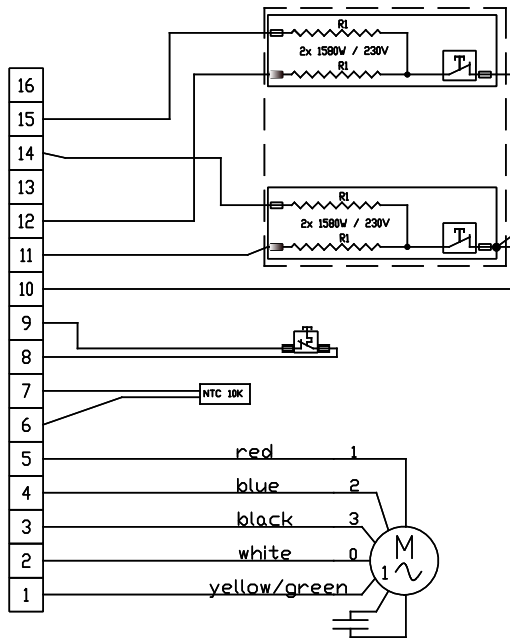 R1
2x 1580W / 230V
R1
T
16
15
14
R1
13
2x 1580W / 230V
12
R1
T
11
10
9
8
7
NTC 10K
6
5 red 1
4 blue 2
3 black 3
M
2 white 0
1
1 yellow/green